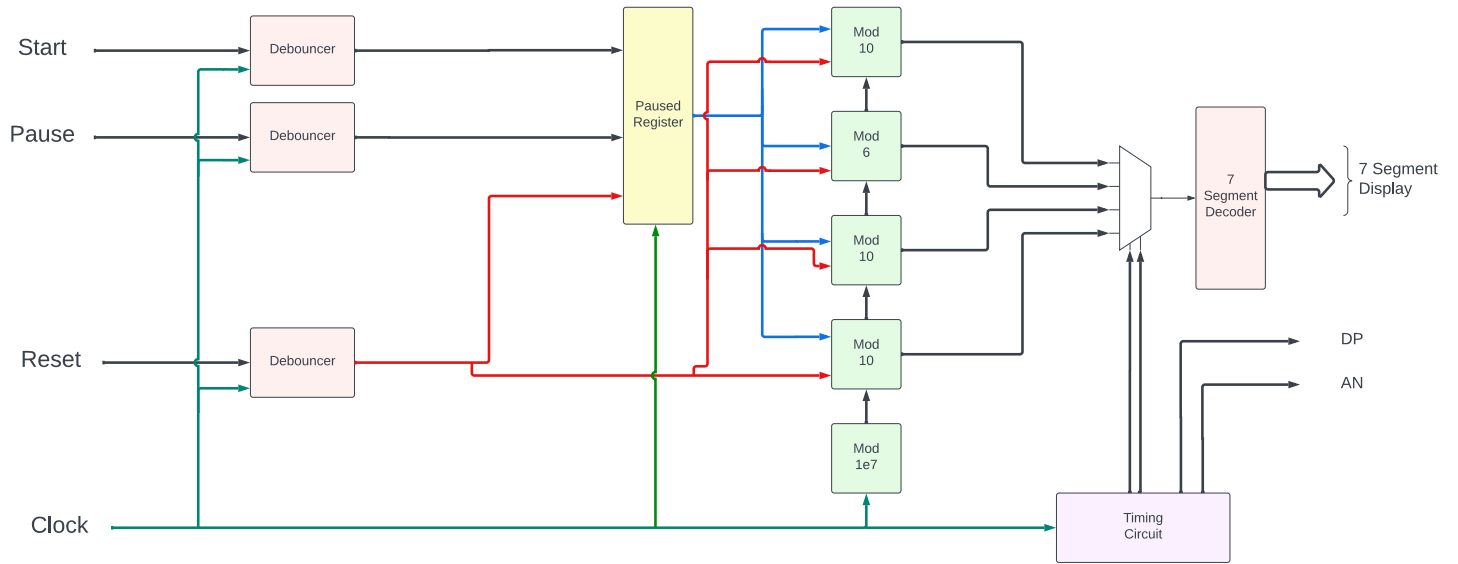 Start
Debouncer
Pause
Debouncer
Reset
Debouncer
Clock
Paused
Register
Mod
10
Mod
6
Mod
10
Mod
10
Mod
1e7
Timing
Circuit
7
Segment
Decoder
7 Segment
Display
DP
AN